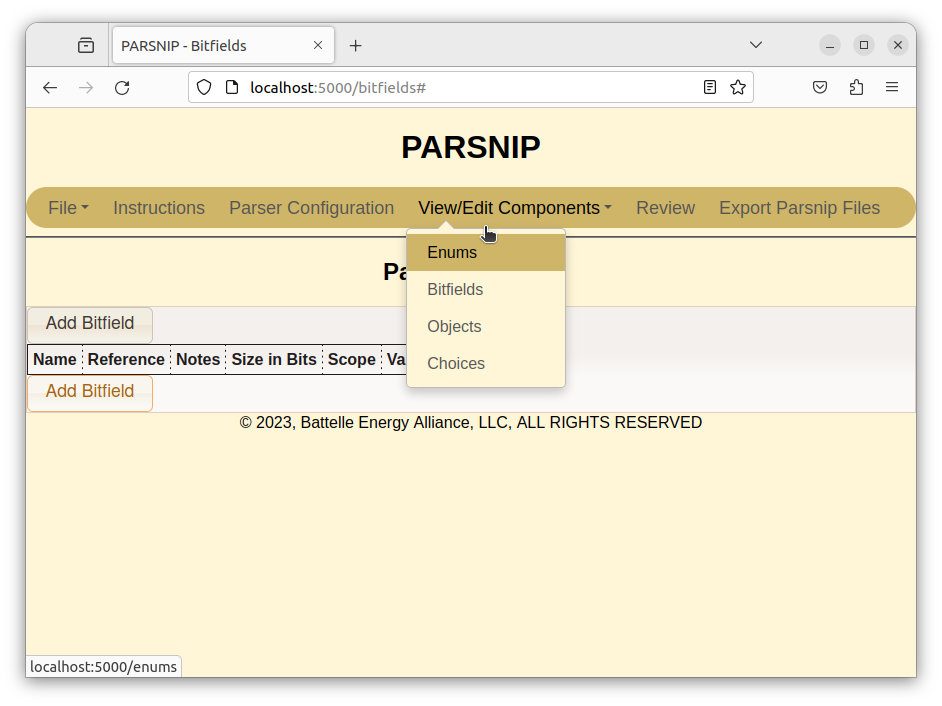 PARSNIP - Bitfields
localhost:5000/bitfields#
PARSNIP
File Instructions Parser Configuration View/Edit Components Review Export Parsnip Files
Enums
Bitfields
Objects
Choices
Pa
Add Bitfield
Name Reference Notes Size in Bits Scope Va
Add Bitfield
© 2023, Battelle Energy Alliance, LLC, ALL RIGHTS RESERVED
localhost:5000/enums